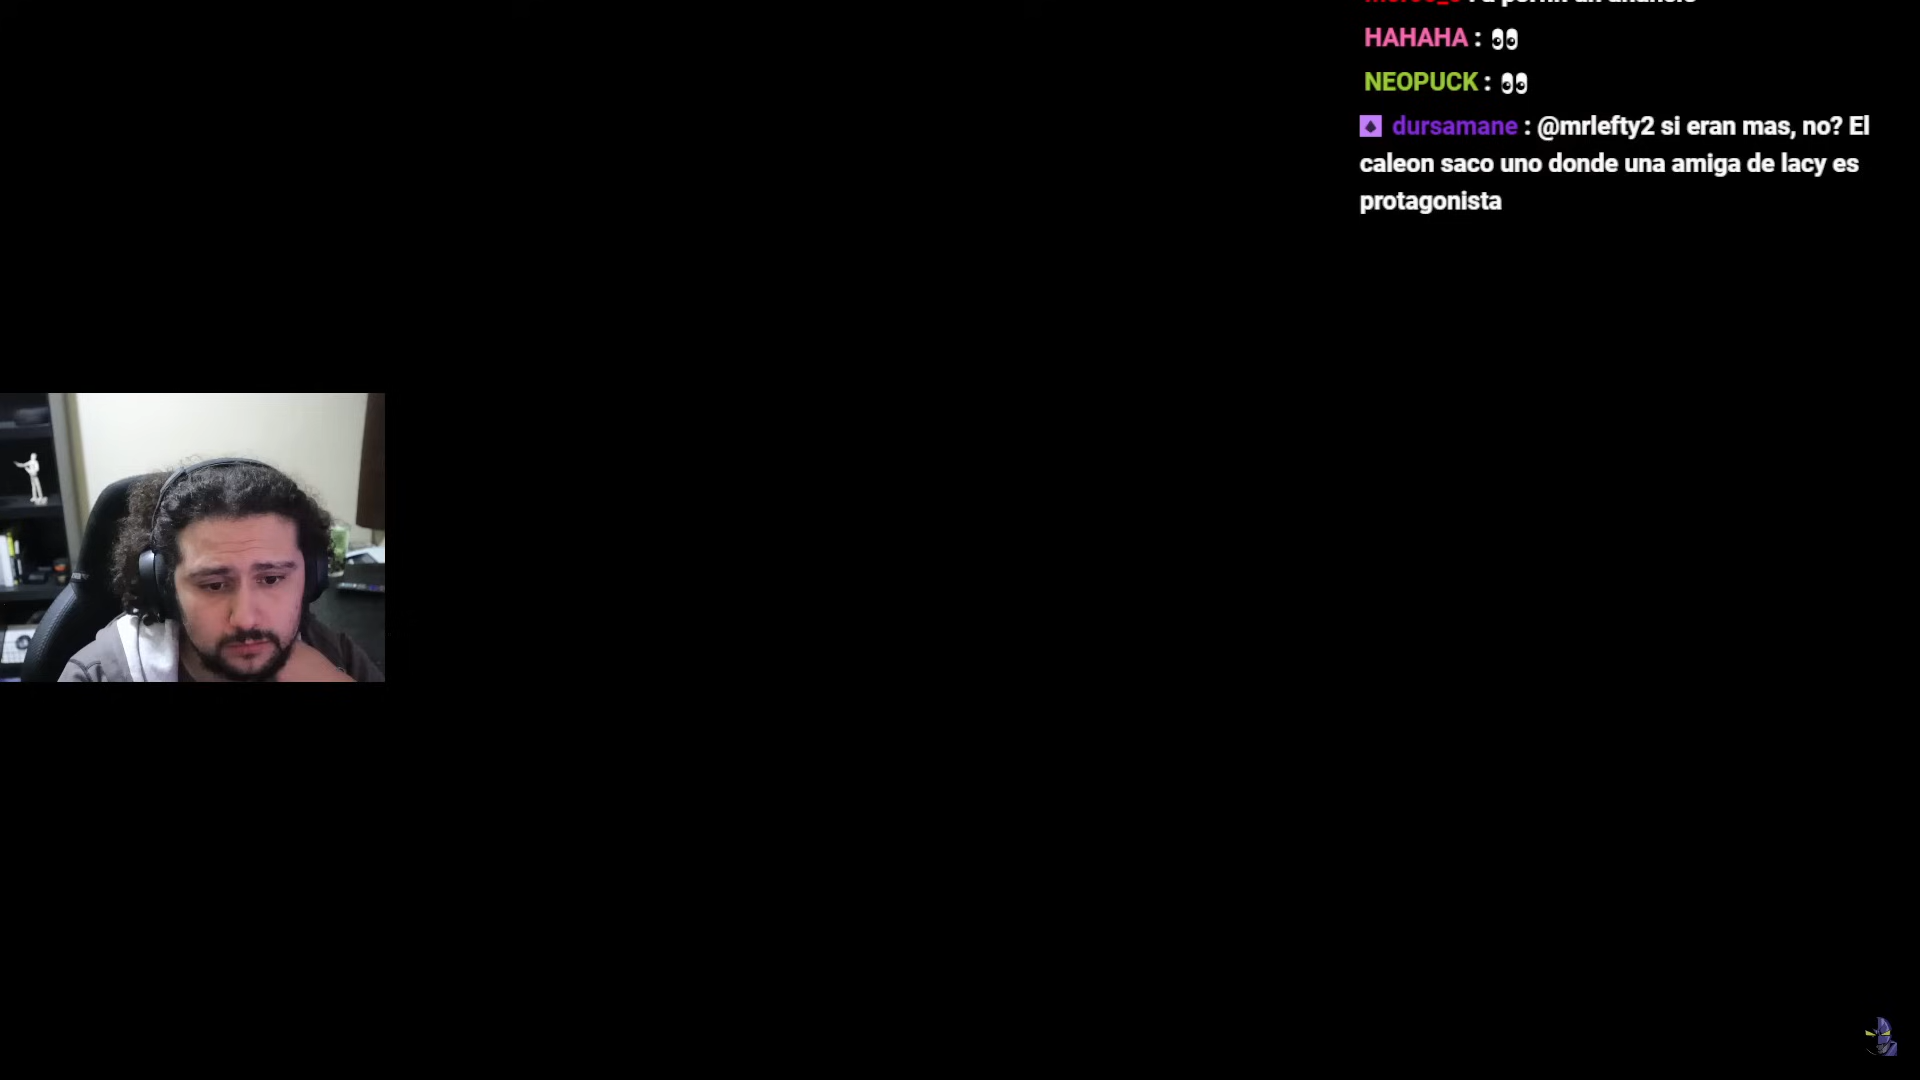 HAHAHA : 👀
NEOPUCK : 👀
dursamane : @mrlefty2 si eran mas, no? El
caleon saco uno donde una amiga de lacy es
protagonista